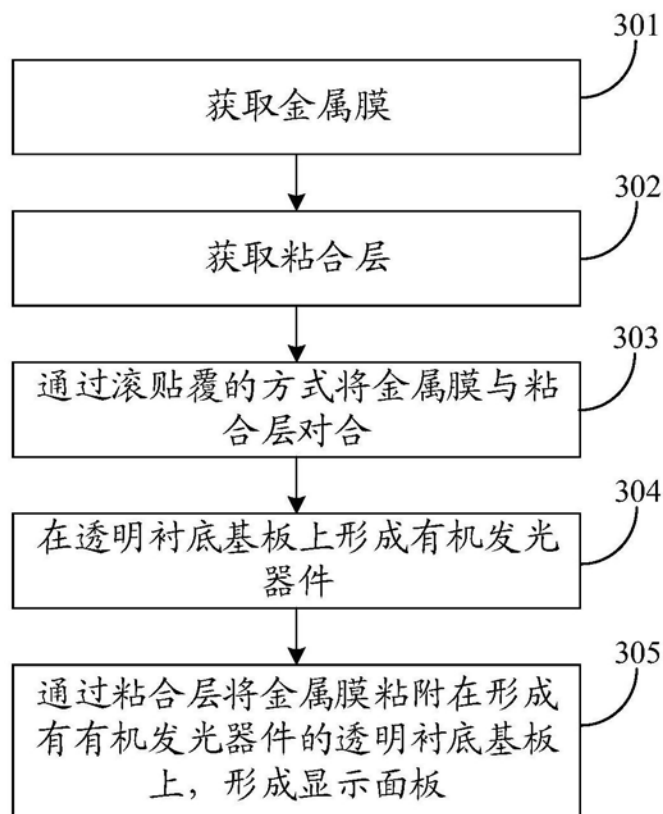 301
获取金属膜
302
获取粘合层
303
通过滚贴覆的方式将金属膜与粘
合层对合
304
在透明衬底基板上形成有机发光
器件
305
通过粘合层将金属膜粘附在形成
有有机发光器件的透明衬底基板
上，形成显示面板